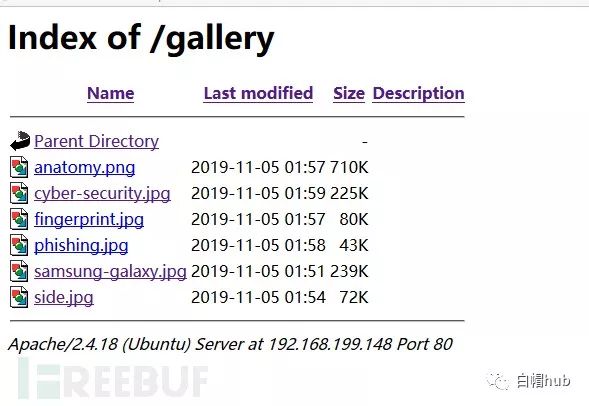 Index of /gallery
Name Last modified Size Description
Parent Directory -
anatomy.png 2019-11-05 01:57 710K
cyber-security.jpg 2019-11-05 01:59 225K
fingerprint.jpg 2019-11-05 01:57 80K
phishing.jpg 2019-11-05 01:58 43K
samsung-galaxy.jpg 2019-11-05 01:51 239K
side.jpg 2019-11-05 01:54 72K
Apache/2.4.18 (Ubuntu) Server at 192.168.199.148 Port 80
FREEBUF
白帽hub